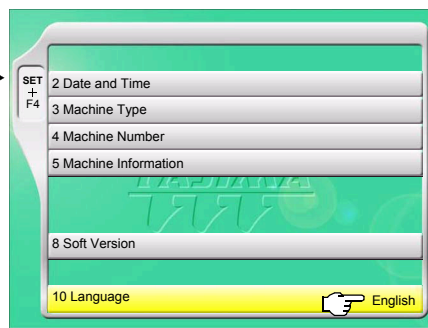 SET
+
F4
2 Date and Time
3 Machine Type
4 Machine Number
5 Machine Information
TAJIMA
8 Soft Version
10 Language English